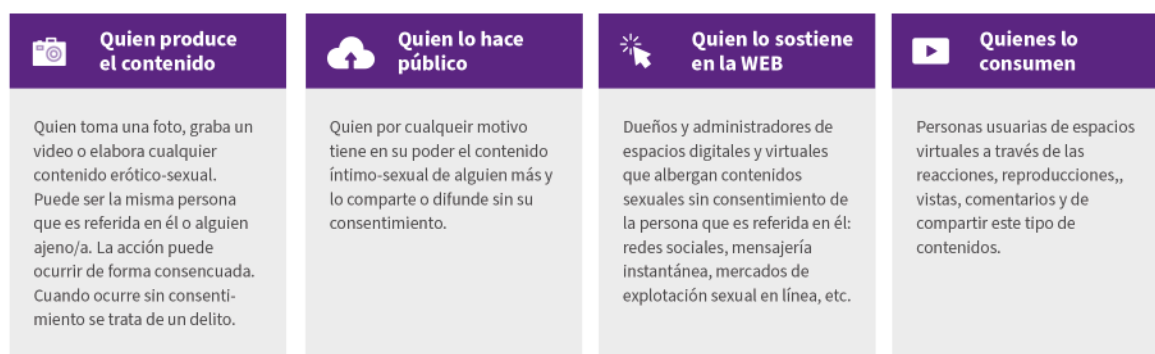 Quien produce
el contenido
Quien toma una foto, graba un
video o elabora cualquier
contenido erótico-sexual.
Puede ser la misma persona
que es referida en él o alguien
ajeno/a. La acción puede
ocurrir de forma consencuada.
Cuando ocurre sin consenti-
miento se trata de un delito.
Quien lo hace
público
Quien por cualqueir motivo
tiene en su poder el contenido
íntimo-sexual de alguien más y
lo comparte o difunde sin su
consentimiento.
Quien lo sostiene
en la WEB
Dueños y administradores de
espacios digitales y virtuales
que albergan contenidos
sexuales sin consentimiento de
la persona que es referida en él:
redes sociales, mensajería
instantánea, mercados de
explotación sexual en línea, etc.
Quienes lo
consumen
Personas usuarias de espacios
virtuales a través de las
reacciones, reproducciones,,
vistas, comentarios y de
compartir este tipo de
contenidos.